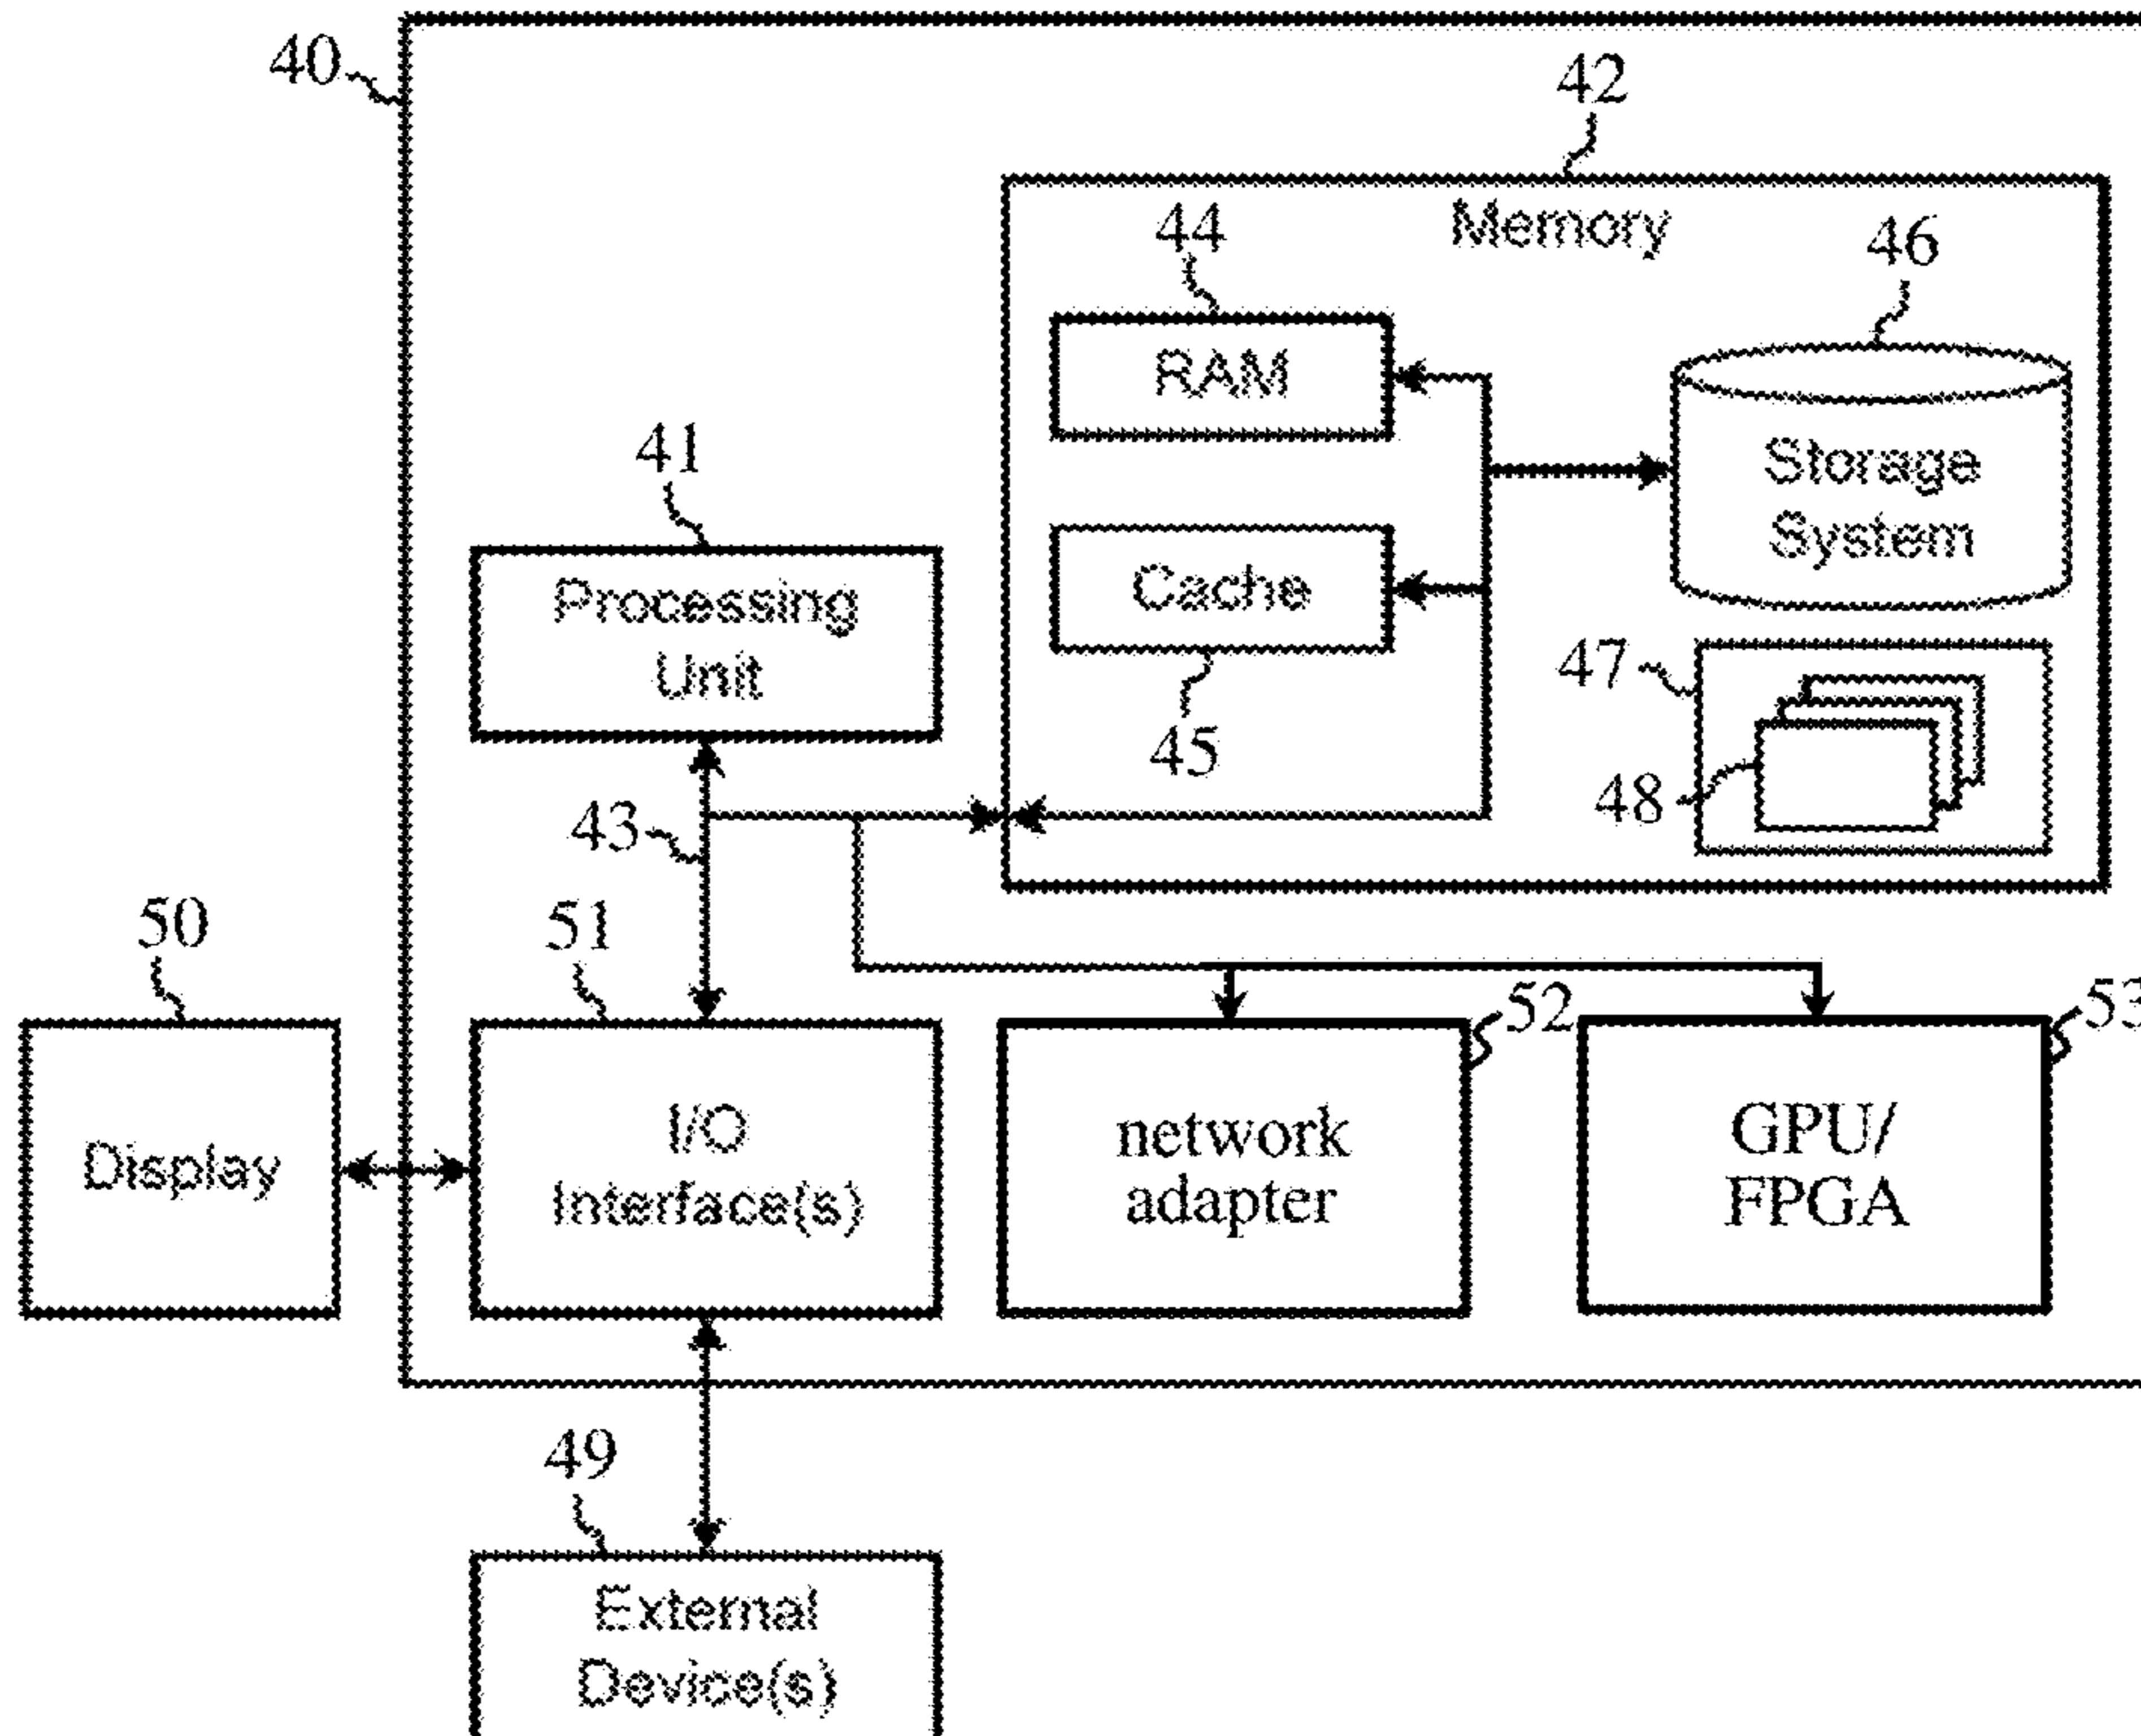 40
42
Memory
44
46
RAM
41
Storage
System
Processing
Unit
Cache
47
45
48
43
50
51
52
53
Display
I/O
Interface(s)
network
adapter
GPU/
FPGA
49
External
Device(s)